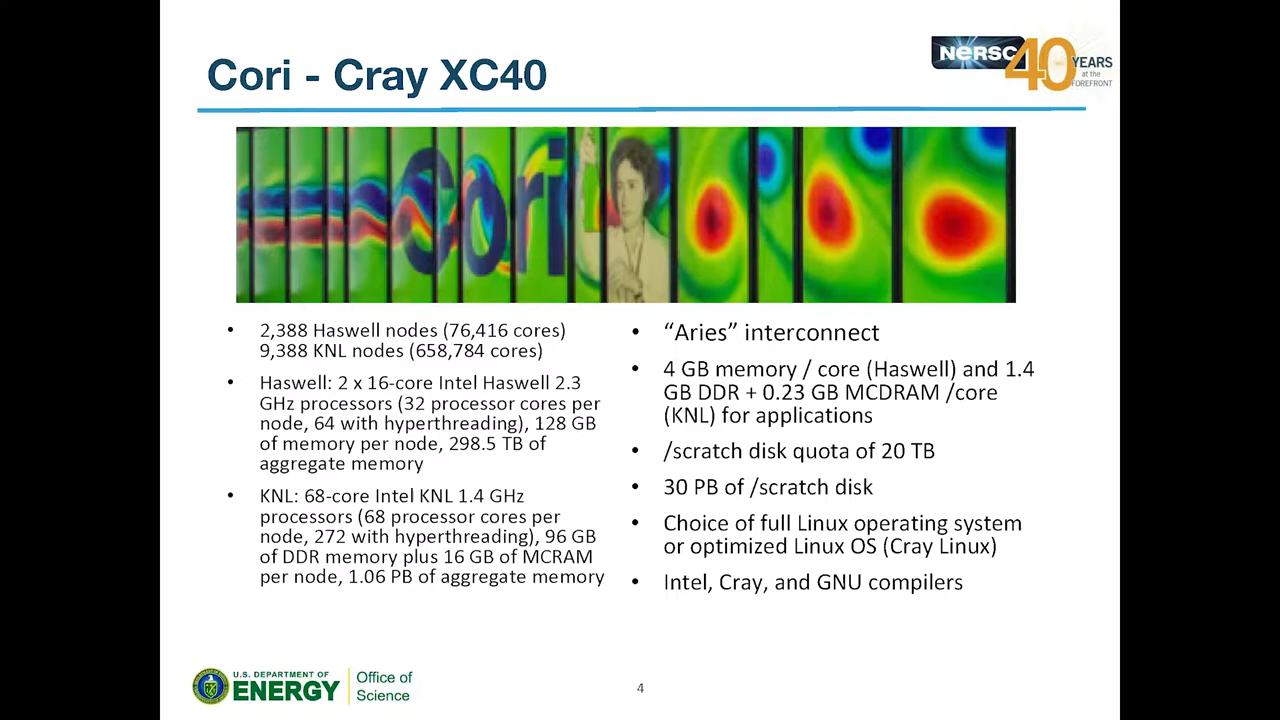 NERSC
40
YEARS
at the
FOREFRONT
Cori - Cray XC40
Cori
• 2,388 Haswell nodes (76,416 cores)
9,388 KNL nodes (658,784 cores)
• Haswell: 2 x 16-core Intel Haswell 2.3
GHz processors (32 processor cores per
node, 64 with hyperthreading), 128 GB
of memory per node, 298.5 TB of
aggregate memory
• KNL: 68-core Intel KNL 1.4 GHz
processors (68 processor cores per
node, 272 with hyperthreading), 96 GB
of DDR memory plus 16 GB of MCRAM
per node, 1.06 PB of aggregate memory
• “Aries” interconnect
• 4 GB memory / core (Haswell) and 1.4
GB DDR + 0.23 GB MCDRAM /core
(KNL) for applications
• /scratch disk quota of 20 TB
• 30 PB of /scratch disk
• Choice of full Linux operating system
or optimized Linux OS (Cray Linux)
• Intel, Cray, and GNU compilers
U.S. DEPARTMENT OF
ENERGY
Office of
Science
4